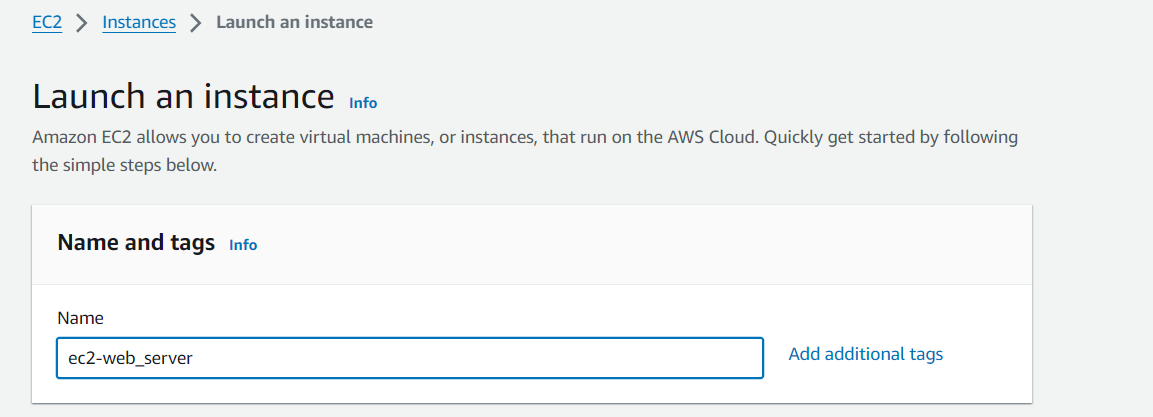 EC2 > Instances > Launch an instance
Launch an instance Info
Amazon EC2 allows you to create virtual machines, or instances, that run on the AWS Cloud. Quickly get started by following
the simple steps below.
Name and tags Info
Name
ec2-web_server Add additional tags